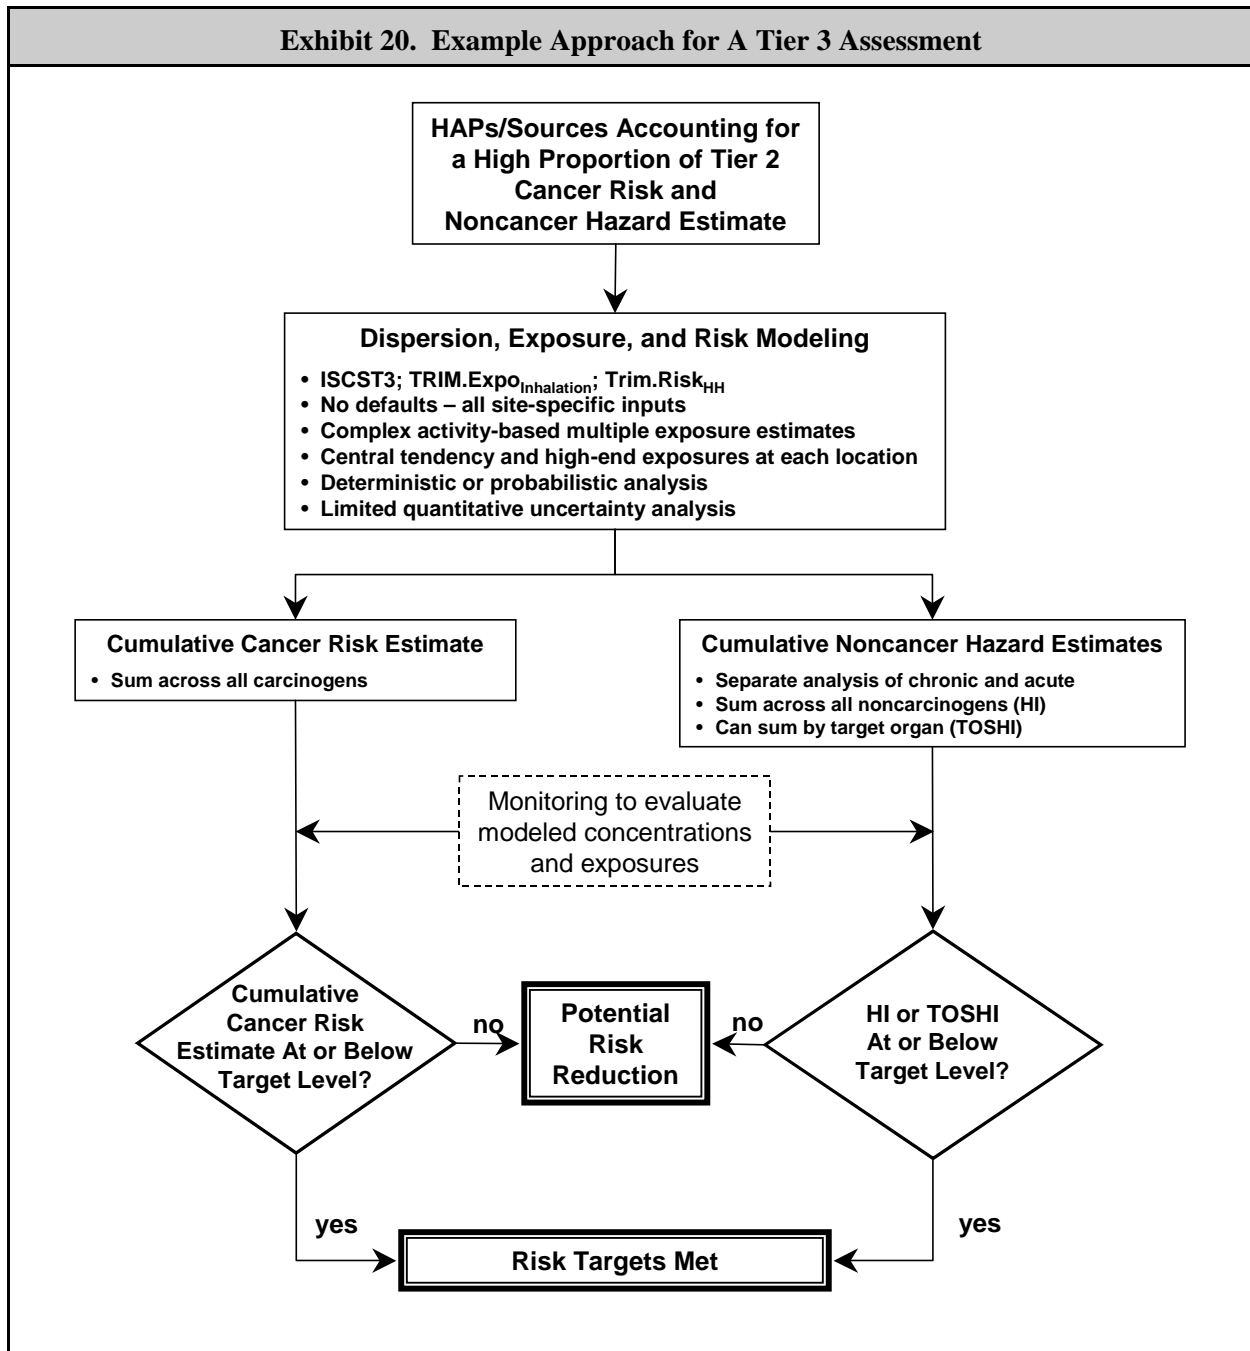 Exhibit 20. Example Approach for A Tier 3 Assessment
HAPs/Sources Accounting for
a High Proportion of Tier 2
Cancer Risk and
Noncancer Hazard Estimate
Dispersion, Exposure, and Risk Modeling
• ISCST3; TRIM.Expo Inhalation; Trim.Risk HH
• No defaults – all site-specific inputs
• Complex activity-based multiple exposure estimates
• Central tendency and high-end exposures at each location
• Deterministic or probabilistic analysis
• Limited quantitative uncertainty analysis
Cumulative Cancer Risk Estimate
• Sum across all carcinogens
Cumulative Noncancer Hazard Estimates
• Separate analysis of chronic and acute
• Sum across all noncarcinogens (HI)
• Can sum by target organ (TOSHI)
Monitoring to evaluate
modeled concentrations
and exposures
Cumulative
Cancer Risk
Estimate At or Below
Target Level?
no
Potential
Risk
Reduction
no
HI or TOSHI
At or Below
Target Level?
yes
yes
Risk Targets Met